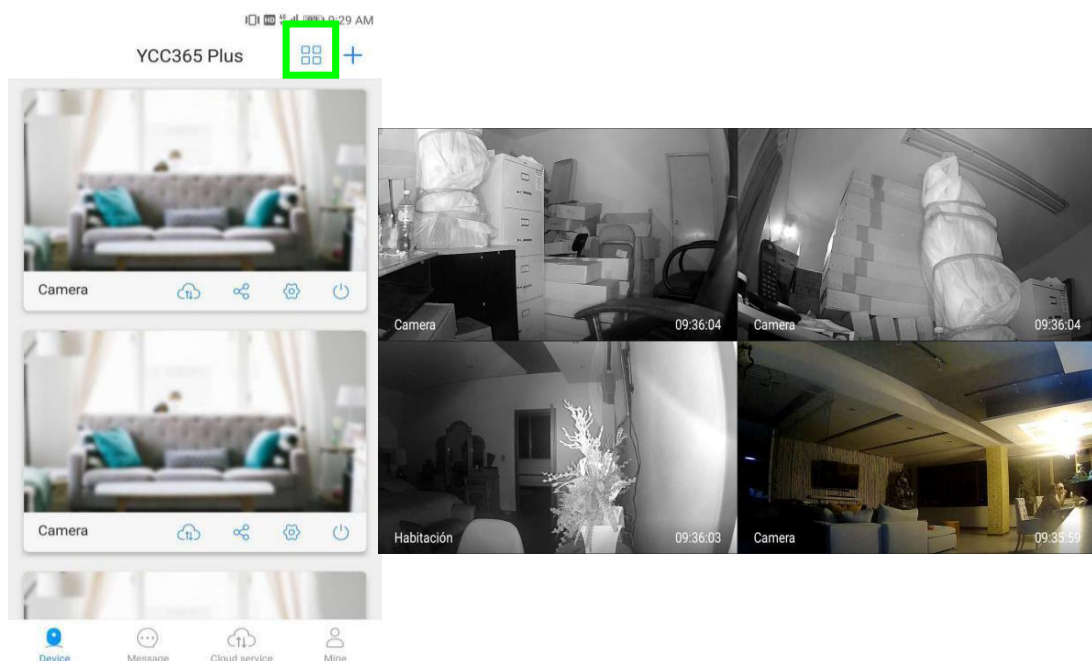 HD 9:29 AM
YCC365 Plus
Camera
Camera
Device Message Cloud service Mine
Camera 09:36:04
Camera 09:36:04
Habitación 09:36:03
Camera 09:35:59